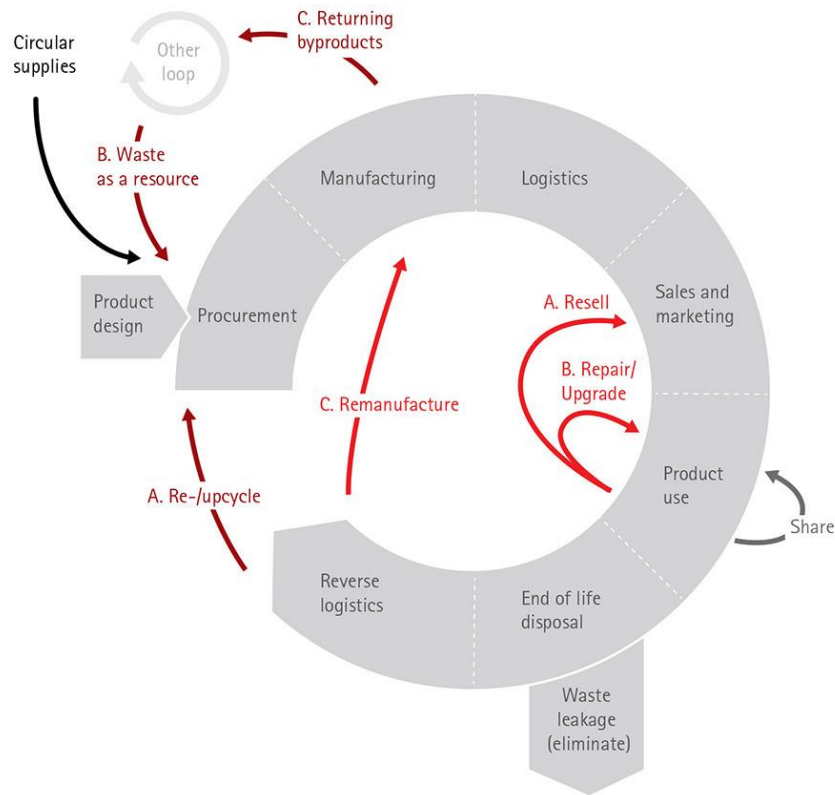 C. Returning
byproducts
Circular
supplies
Other
loop
B. Waste
as a resource
Manufacturing
Logistics
Product
design
Procurement
A. Resell
Sales and
marketing
B. Repair/
Upgrade
C. Remanufacture
A. Re-/upcycle
Product
use
Share
Reverse
logistics
End of life
disposal
Waste
leakage
(eliminate)